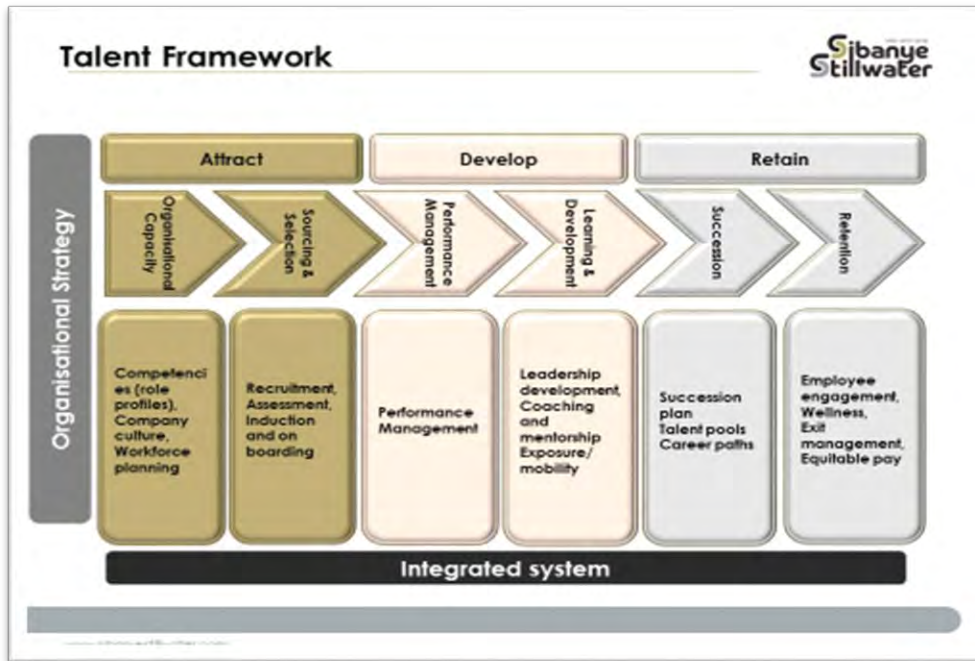 Talent Framework
Sibanye
Stillwater
Organisational Strategy
Attract
Develop
Retain
Organisational
Capacity
Sourcing &
Selection
Performance
Management
Learning &
Development
Succession
Retention
Competenci
es (role
profiles),
Company
culture,
Workforce
planning
Recruitment,
Assessment,
Induction
and on
boarding
Performance
Management
Leadership
development,
Coaching
and
mentorship
Exposure/
mobility
Succession
plan
Talent pools
Career paths
Employee
engagement,
Wellness,
Exit
management,
Equitable pay
Integrated system